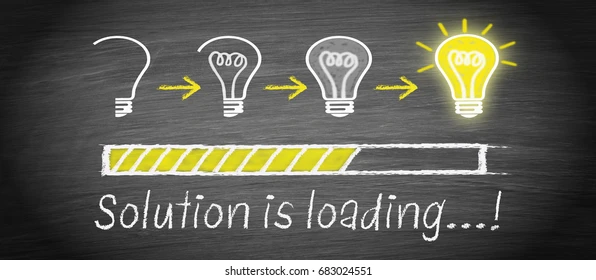 Solution is loading...!
shutterstock.com · 683024551